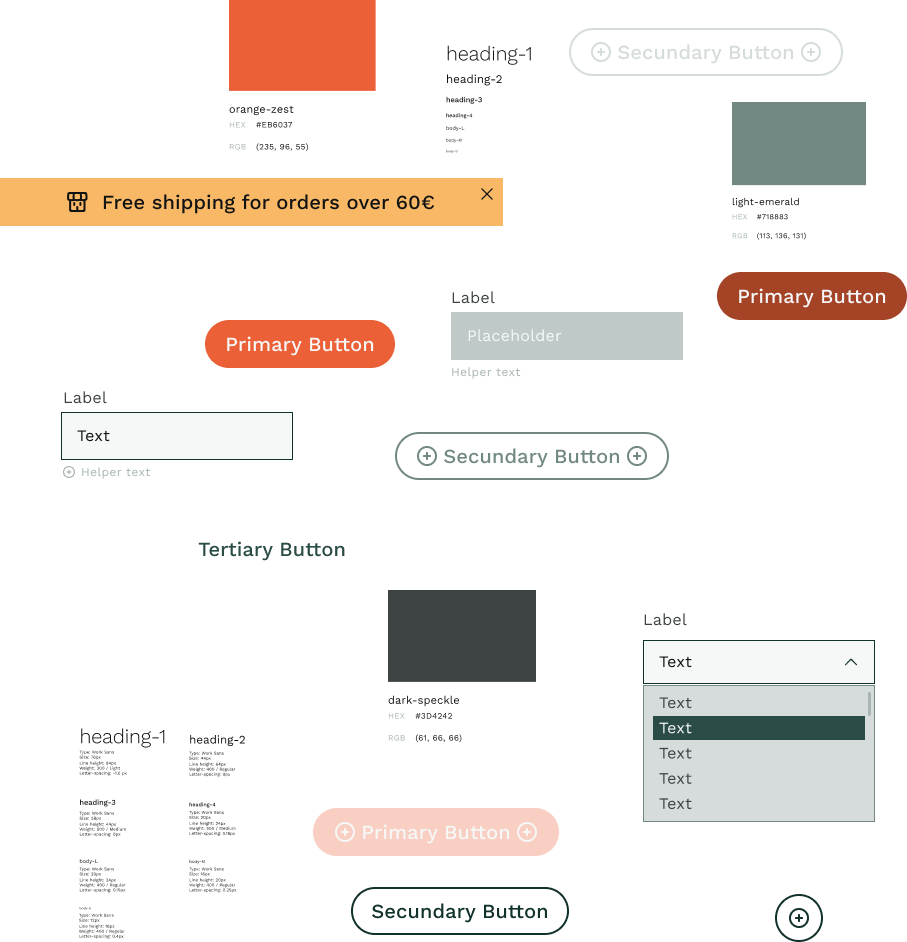 orange-zest
HEX #EB6037
RGB (235, 96, 55)
heading-1
heading-2
heading-3
heading-4
body-L
body-M
Secundary Button
light-emerald
HEX #718883
RGB (113, 136, 131)
Free shipping for orders over 60€
Primary Button
Label
Placeholder
Helper text
Primary Button
Label
Text
Helper text
Secundary Button
Tertiary Button
dark-speckle
HEX #3D4242
RGB (61, 66, 66)
Label
Text
Text
Text
Text
Text
Text
heading-1
Type: Work Sans
Line height: 84px
Weight: 300 / Light
Letter-spacing: -1.0 px
heading-2
Type: Work Sans
Size: 44px
Line height: 64px
Weight: 400 / Regular
Letter-spacing: 0px
heading-3
Type: Work Sans
Size: 28px
Line height: 44px
Weight: 500 / Medium
Letter-spacing: 0px
heading-4
Type: Work Sans
Size: 20px
Line height: 24px
Weight: 500 / Medium
Letter-spacing: 0.15px
body-L
Type: Work Sans
Size: 20px
Line height: 24px
Weight: 400 / Regular
Letter-spacing: 0.15px
body-M
Type: Work Sans
Size: 16px
Line height: 20px
Weight: 400 / Regular
Letter-spacing: 0.25px
Type: Work Sans
Size: 12px
Line height: 16px
Weight: 400 / Regular
Letter-spacing: 0.4px
Primary Button
Secundary Button